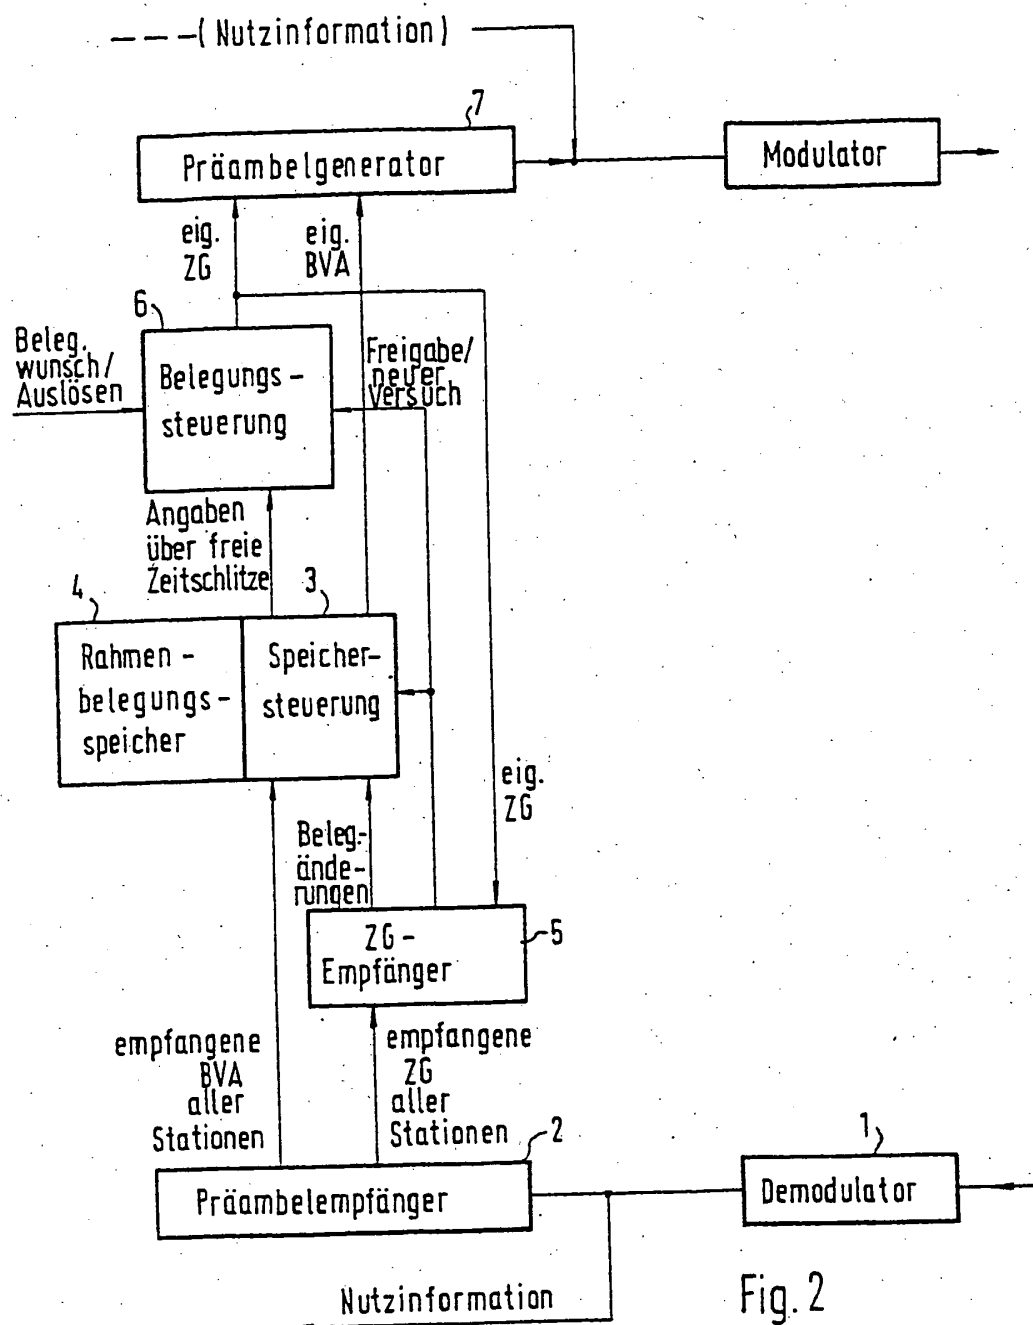 ---(Nutzinformation)
7
Präambelgenerator
Modulator
eig.
ZG
eig.
BVA
6
Beleg.
wunsch/
Auslösen
Belegungs-
steuerung
Freigabe/
neuer
Versuch
Angaben
über freie
Zeitschlitze
4
3
Rahmen-
belegungs-
speicher
Speicher-
steuerung
eig.
ZG
Beleg.-
ände-
rungen
ZG-
Empfänger
5
empfangene
BVA
aller
Stationen
empfangene
ZG
aller
Stationen
2
1
Präambelempfänger
Demodulator
Nutzinformation
Fig. 2